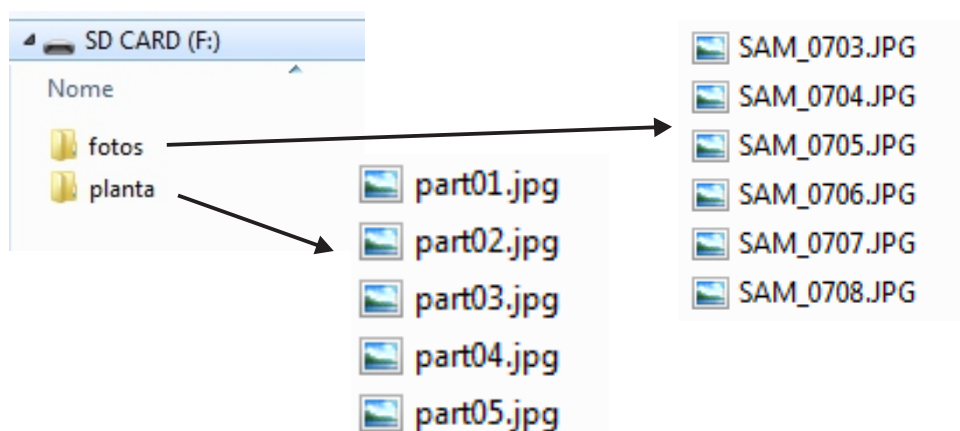 SD CARD (F:)
Nome
fotos
planta
part01.jpg
part02.jpg
part03.jpg
part04.jpg
part05.jpg
SAM_0703.JPG
SAM_0704.JPG
SAM_0705.JPG
SAM_0706.JPG
SAM_0707.JPG
SAM_0708.JPG